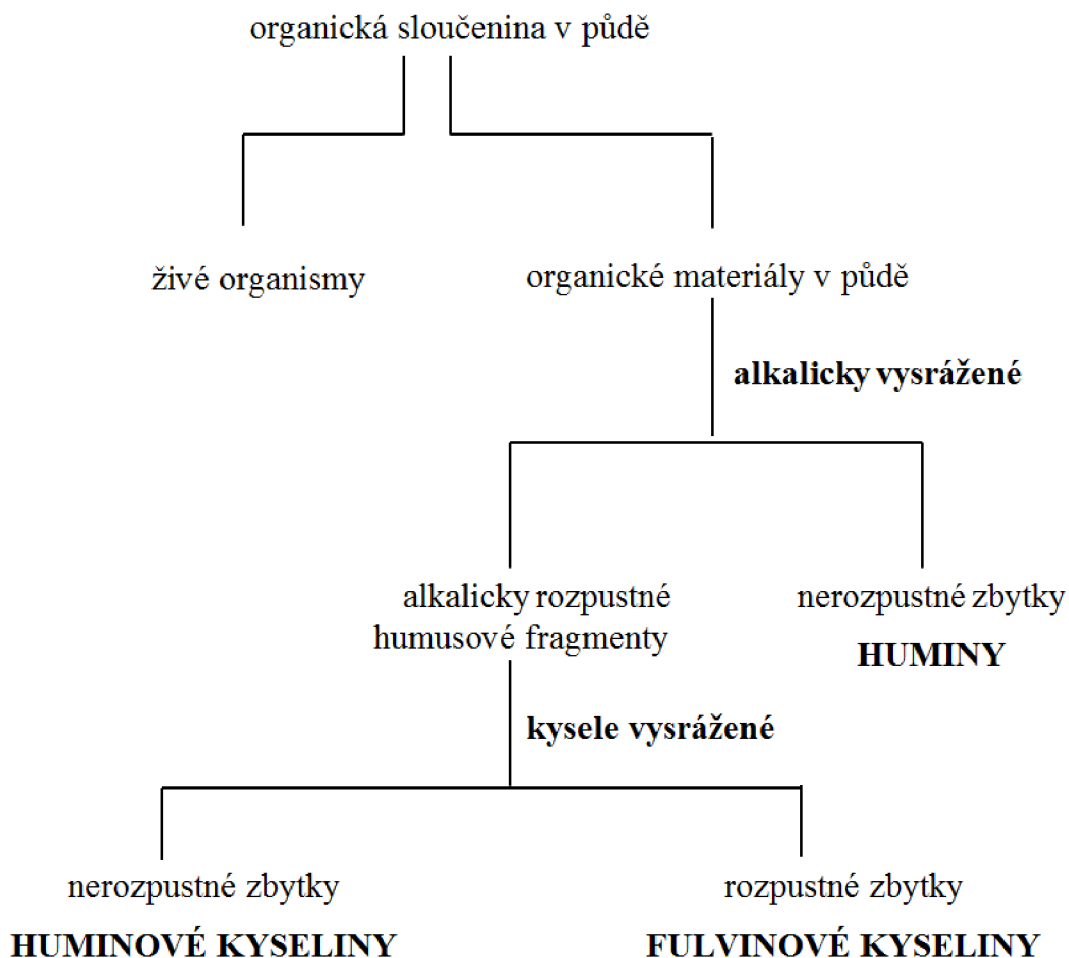 organická sloučenina v půdě
živé organismy
organické materiály v půdě
alkalicky vysrážené
alkalicky rozpustné
humusové fragmenty
nerozpustné zbytky
HUMINY
kysele vysrážené
nerozpustné zbytky
HUMINOVÉ KYSELINY
rozpustné zbytky
FULVINOVÉ KYSELINY